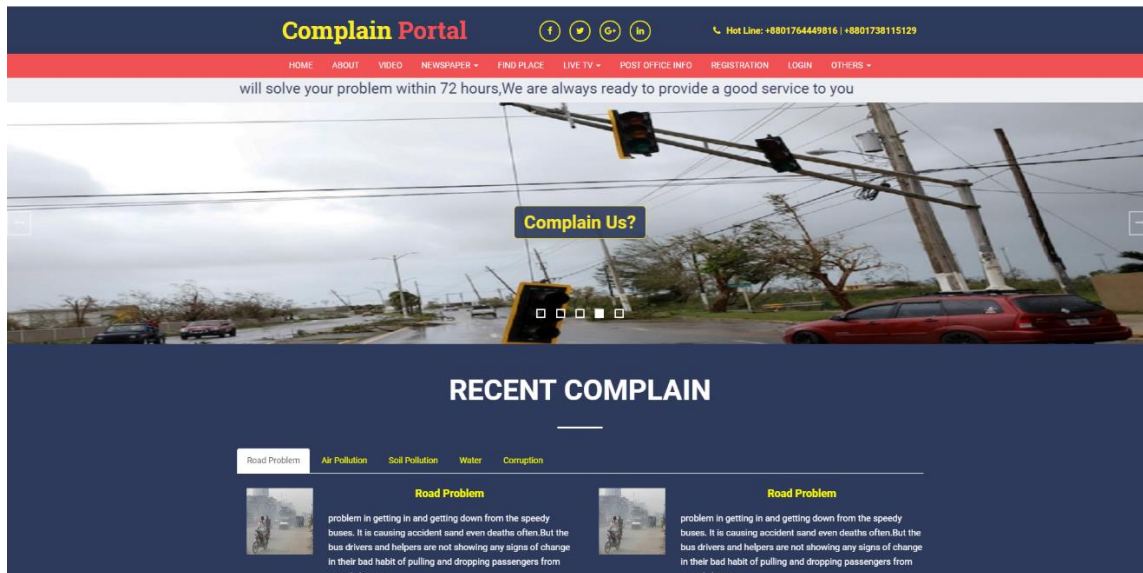 Complain Portal
Hot Line: +8801764449816 | +8801738115129
HOME ABOUT VIDEO NEWSPAPER FIND PLACE LIVE TV POST OFFICE INFO REGISTRATION LOGIN OTHERS
will solve your problem within 72 hours,We are always ready to provide a good service to you
Complain Us?
RECENT COMPLAIN
Road Problem Air Pollution Soil Pollution Water Corruption
Road Problem
problem in getting in and getting down from the speedy
buses. It is causing accident sand even deaths often.But the
bus drivers and helpers are not showing any signs of change
in their bad habit of pulling and dropping passengers from
Road Problem
problem in getting in and getting down from the speedy
buses. It is causing accident sand even deaths often.But the
bus drivers and helpers are not showing any signs of change
in their bad habit of pulling and dropping passengers from